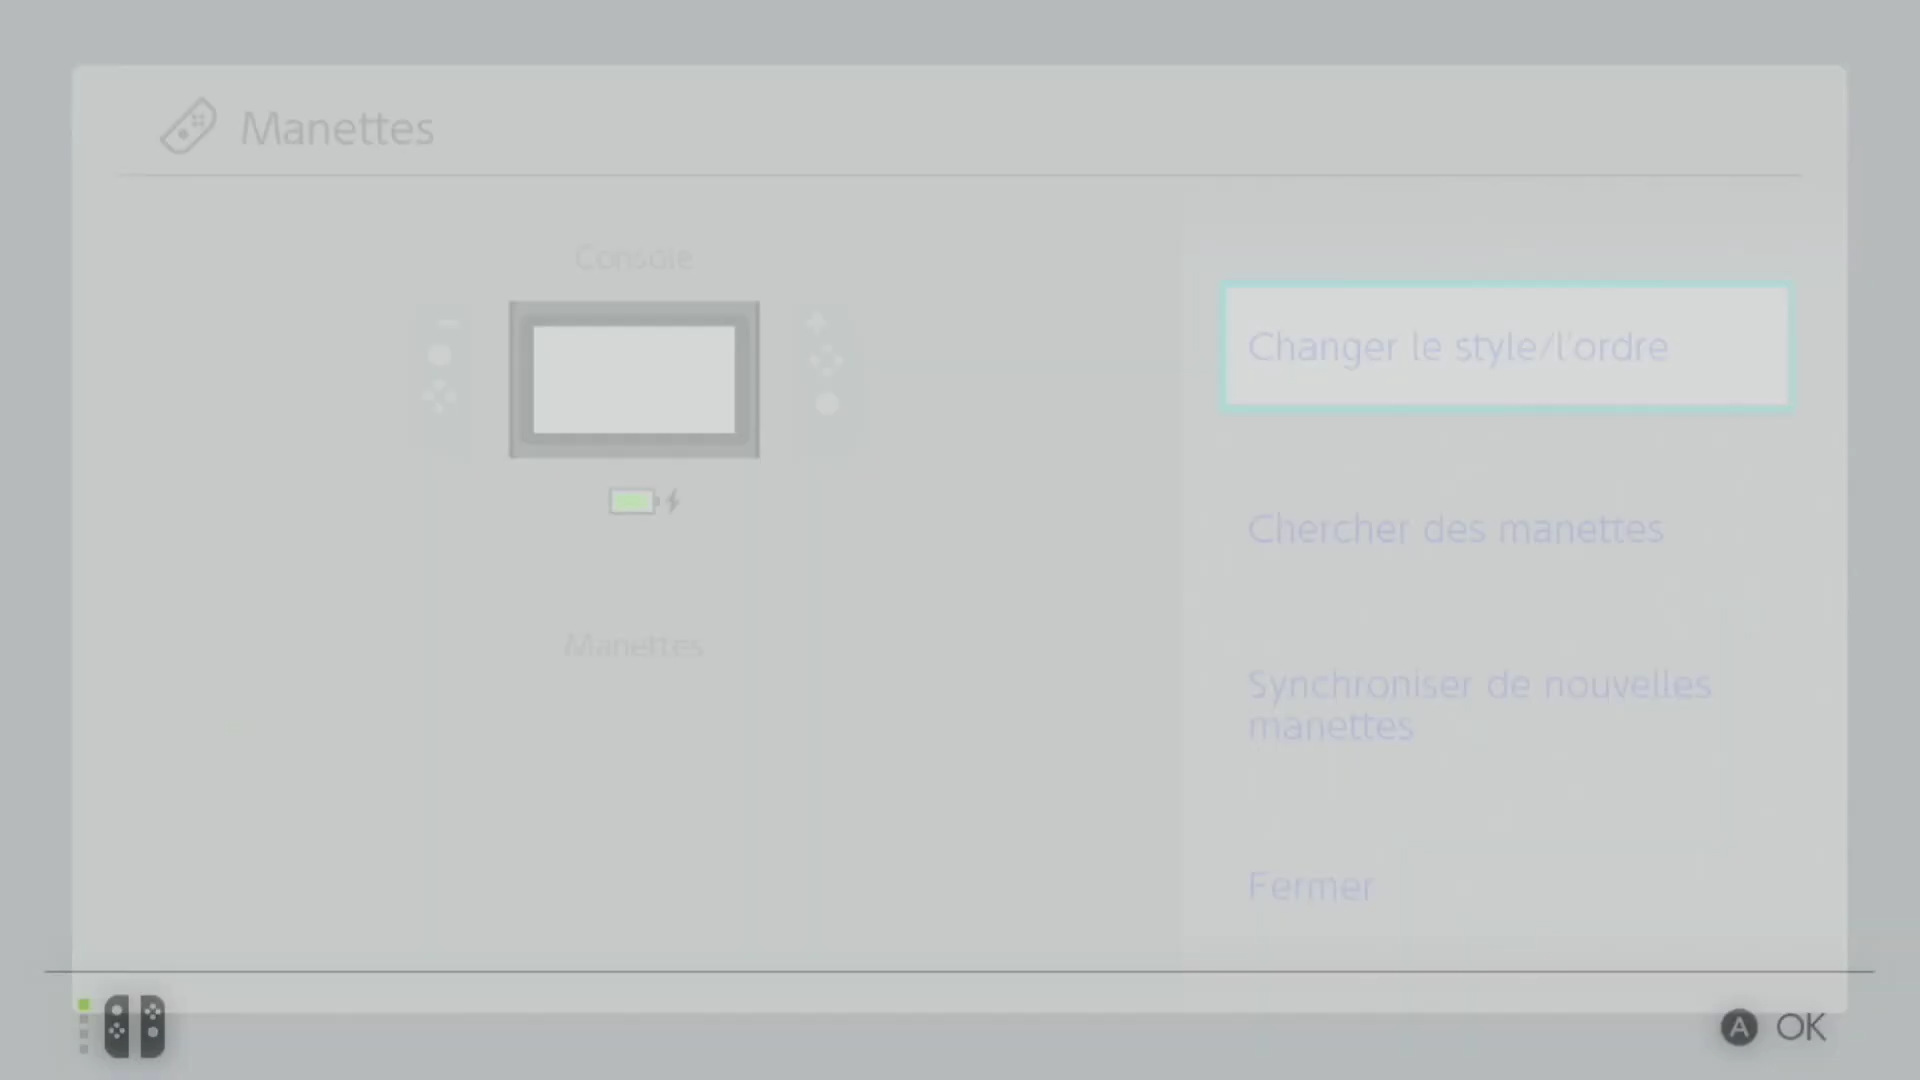 Manettes
Console
Changer le style/l'ordre
Chercher des manettes
Manettes
Synchroniser de nouvelles
manettes
Fermer
A OK